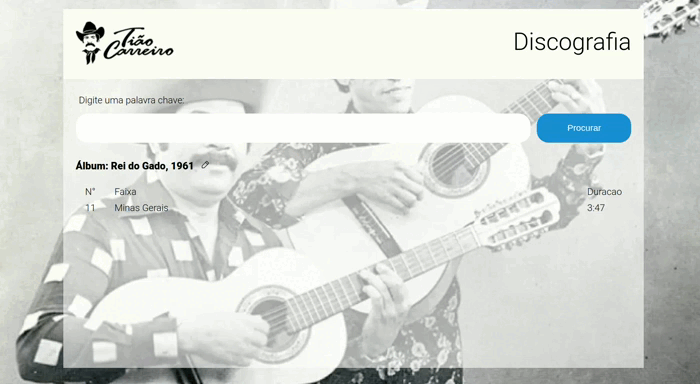 Tião
Carreiro
Discografia
Digite uma palavra chave:
Procurar
Álbum: Rei do Gado, 1961
N° Faixa Duracao
11 Minas Gerais 3:47